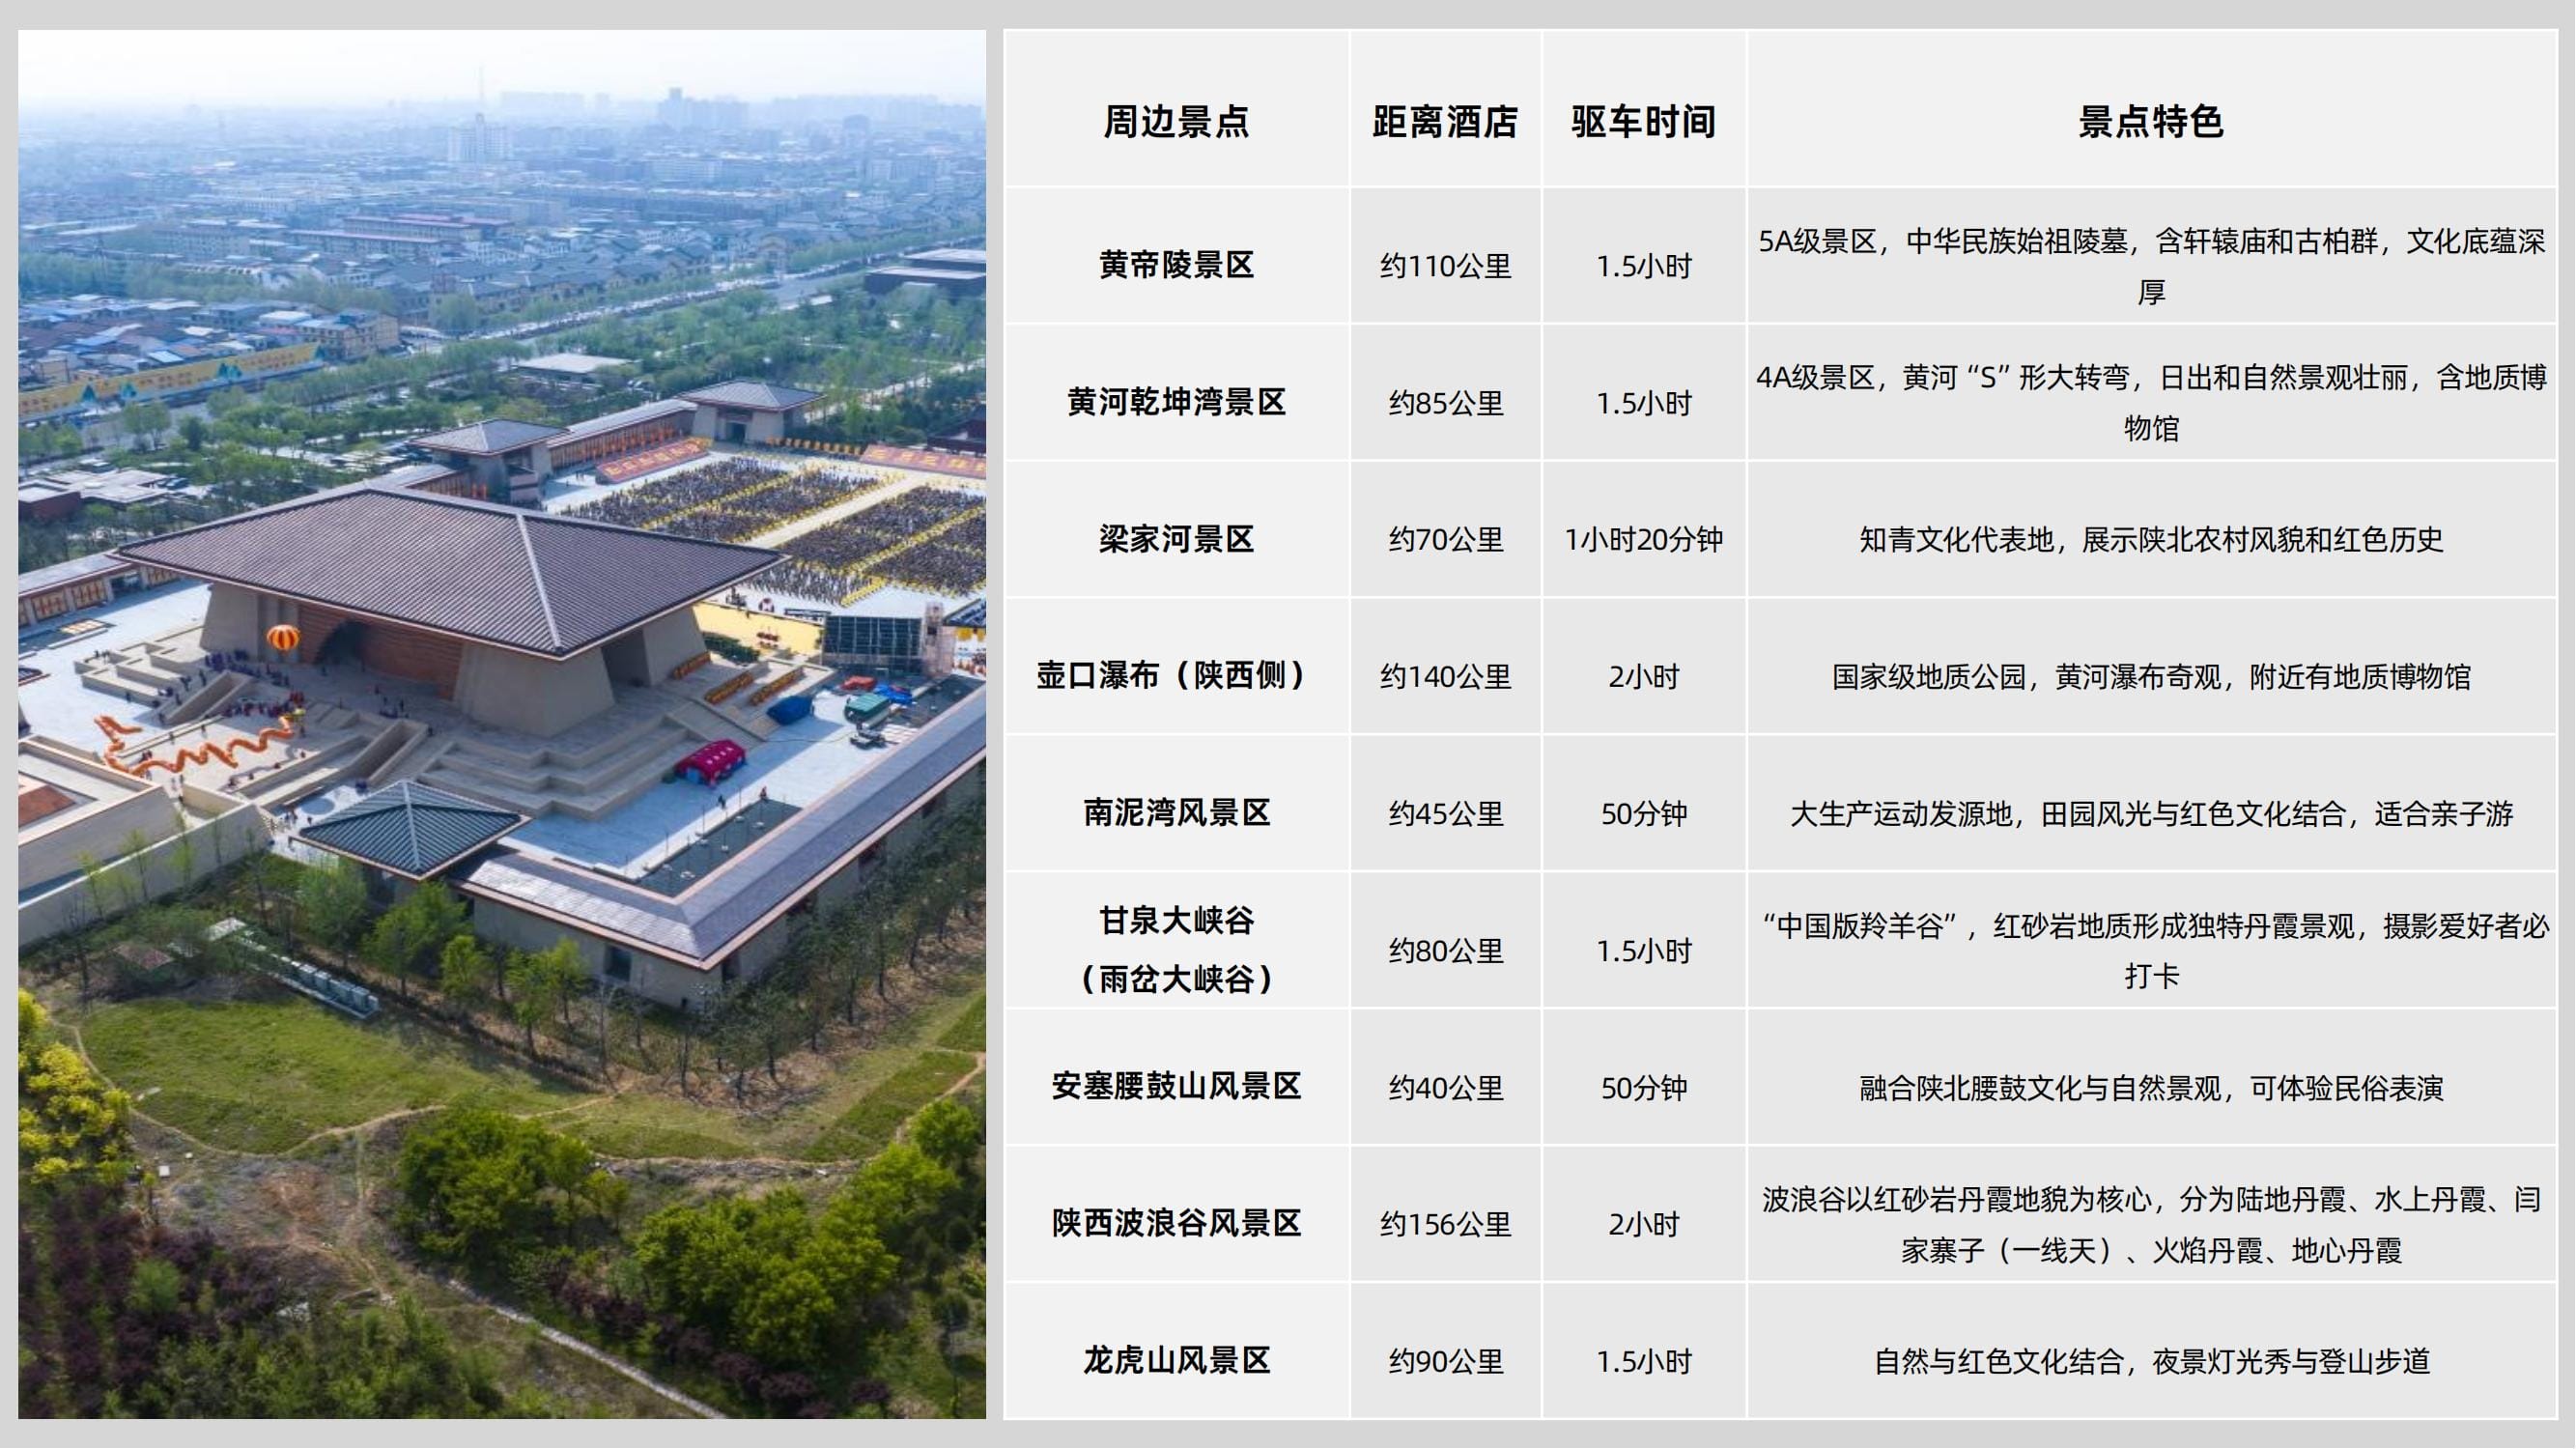 周边景点 距离酒店 驱车时间 景点特色
黄帝陵景区 约110公里 1.5小时 5A级景区，中华民族始祖陵墓，含轩辕庙和古柏群，文化底蕴深
厚
黄河乾坤湾景区 约85公里 1.5小时 4A级景区，黄河“S”形大转弯，日出和自然景观壮丽，含地质博
物馆
梁家河景区 约70公里 1小时20分钟 知青文化代表地，展示陕北农村风貌和红色历史
壶口瀑布（陕西侧） 约140公里 2小时 国家级地质公园，黄河瀑布奇观，附近有地质博物馆
南泥湾风景区 约45公里 50分钟 大生产运动发源地，田园风光与红色文化结合，适合亲子游
甘泉大峡谷
（雨岔大峡谷） 约80公里 1.5小时 “中国版羚羊谷”，红砂岩地质形成独特丹霞景观，摄影爱好者必
打卡
安塞腰鼓山风景区 约40公里 50分钟 融合陕北腰鼓文化与自然景观，可体验民俗表演
陕西波浪谷风景区 约156公里 2小时 波浪谷以红砂岩丹霞地貌为核心，分为陆地丹霞、水上丹霞、闫
家寨子（一线天）、火焰丹霞、地心丹霞
龙虎山风景区 约90公里 1.5小时 自然与红色文化结合，夜景灯光秀与登山步道